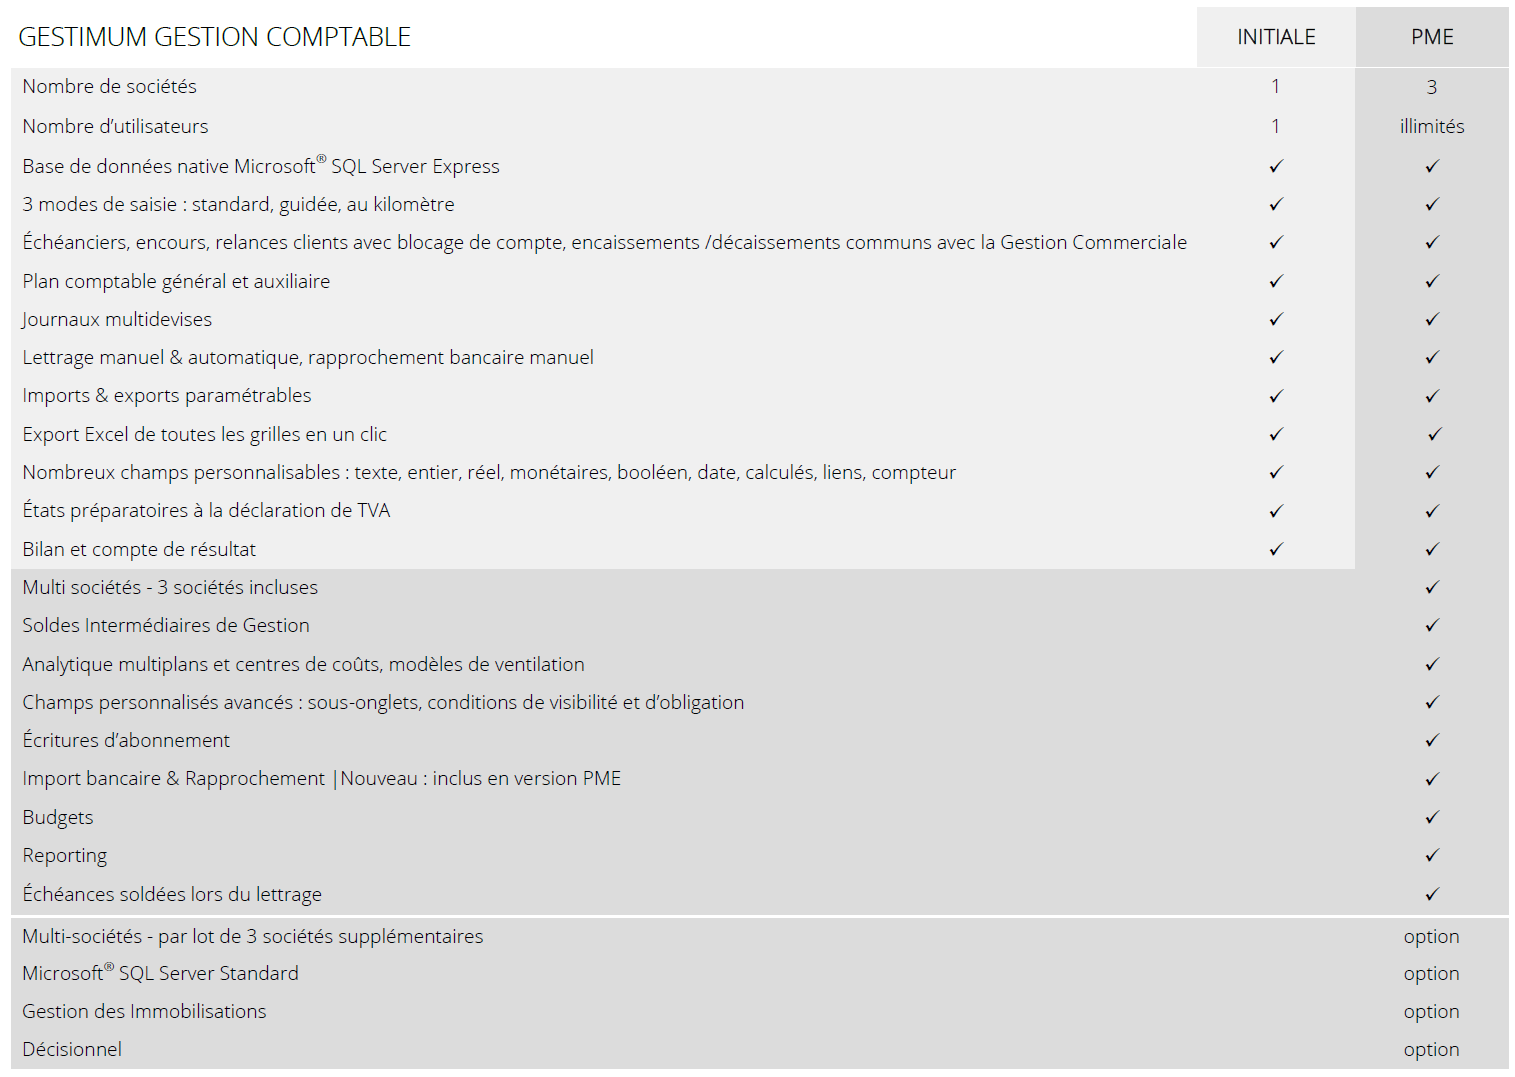 GESTIMUM GESTION COMPTABLE INITIALE PME
Nombre de sociétés 1 3
Nombre d’utilisateurs 1 illimités
Base de données native Microsoft® SQL Server Express ✓ ✓
3 modes de saisie : standard, guidée, au kilomètre ✓ ✓
Échéanciers, encours, relances clients avec blocage de compte, encaissements /décaissements communs avec la Gestion Commerciale ✓ ✓
Plan comptable général et auxiliaire ✓ ✓
Journaux multidevises ✓ ✓
Lettrage manuel & automatique, rapprochement bancaire manuel ✓ ✓
Imports & exports paramétrables ✓ ✓
Export Excel de toutes les grilles en un clic ✓ ✓
Nombreux champs personnalisables : texte, entier, réel, monétaires, booléen, date, calculés, liens, compteur ✓ ✓
États préparatoires à la déclaration de TVA ✓ ✓
Bilan et compte de résultat ✓ ✓
Multi sociétés - 3 sociétés incluses ✓
Soldes Intermédiaires de Gestion ✓
Analytique multiplans et centres de coûts, modèles de ventilation ✓
Champs personnalisés avancés : sous-onglets, conditions de visibilité et d’obligation ✓
Écritures d’abonnement ✓
Import bancaire & Rapprochement |Nouveau : inclus en version PME ✓
Budgets ✓
Reporting ✓
Échéances soldées lors du lettrage ✓
Multi-sociétés - par lot de 3 sociétés supplémentaires option
Microsoft® SQL Server Standard option
Gestion des Immobilisations option
Décisionnel option